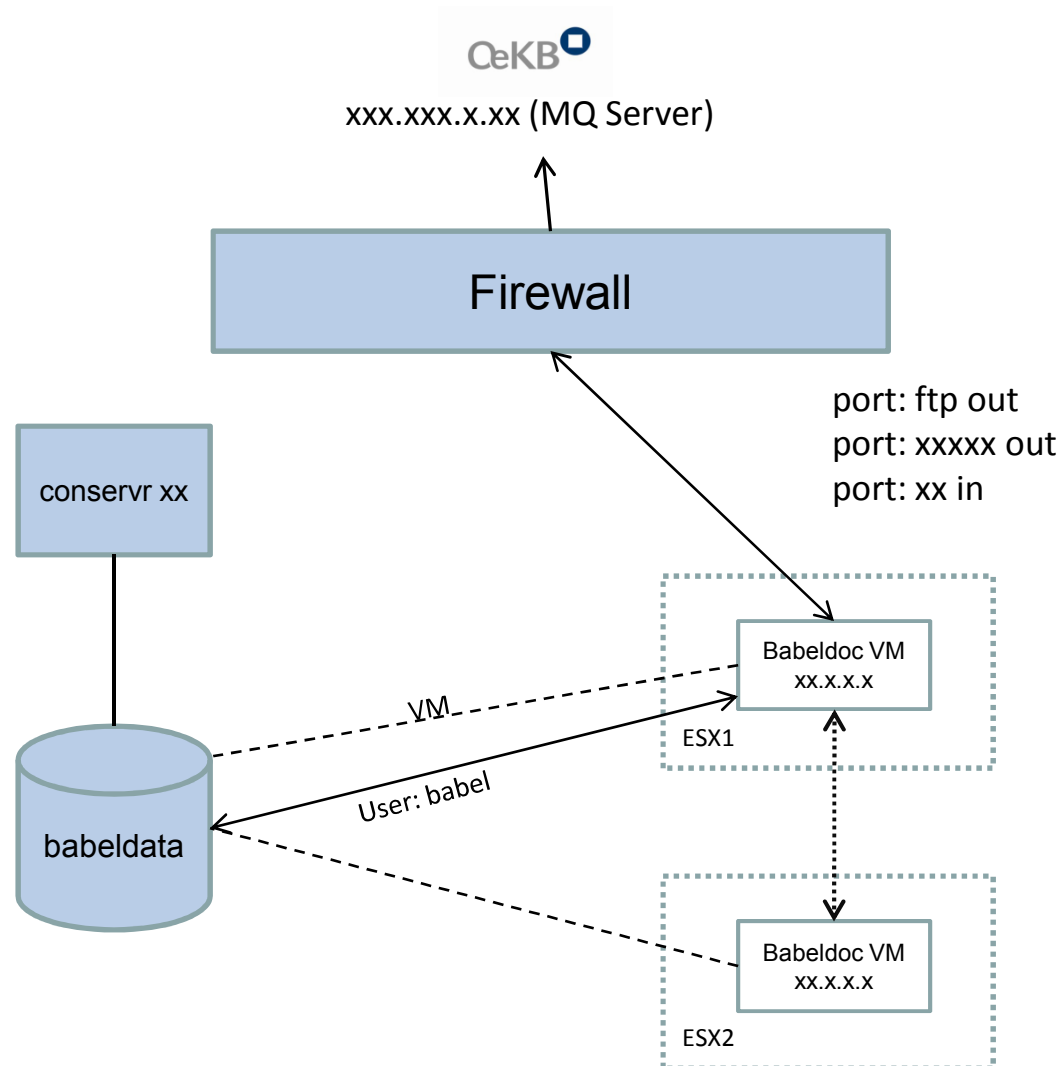 OeKB
xxx.xxx.x.xx (MQ Server)
Firewall
port: ftp out
port: xxxxx out
port: xx in
conservr xx
Babeldoc VM
xx.x.x.x
ESX1
VM
User: babel
babeldata
Babeldoc VM
xx.x.x.x
ESX2